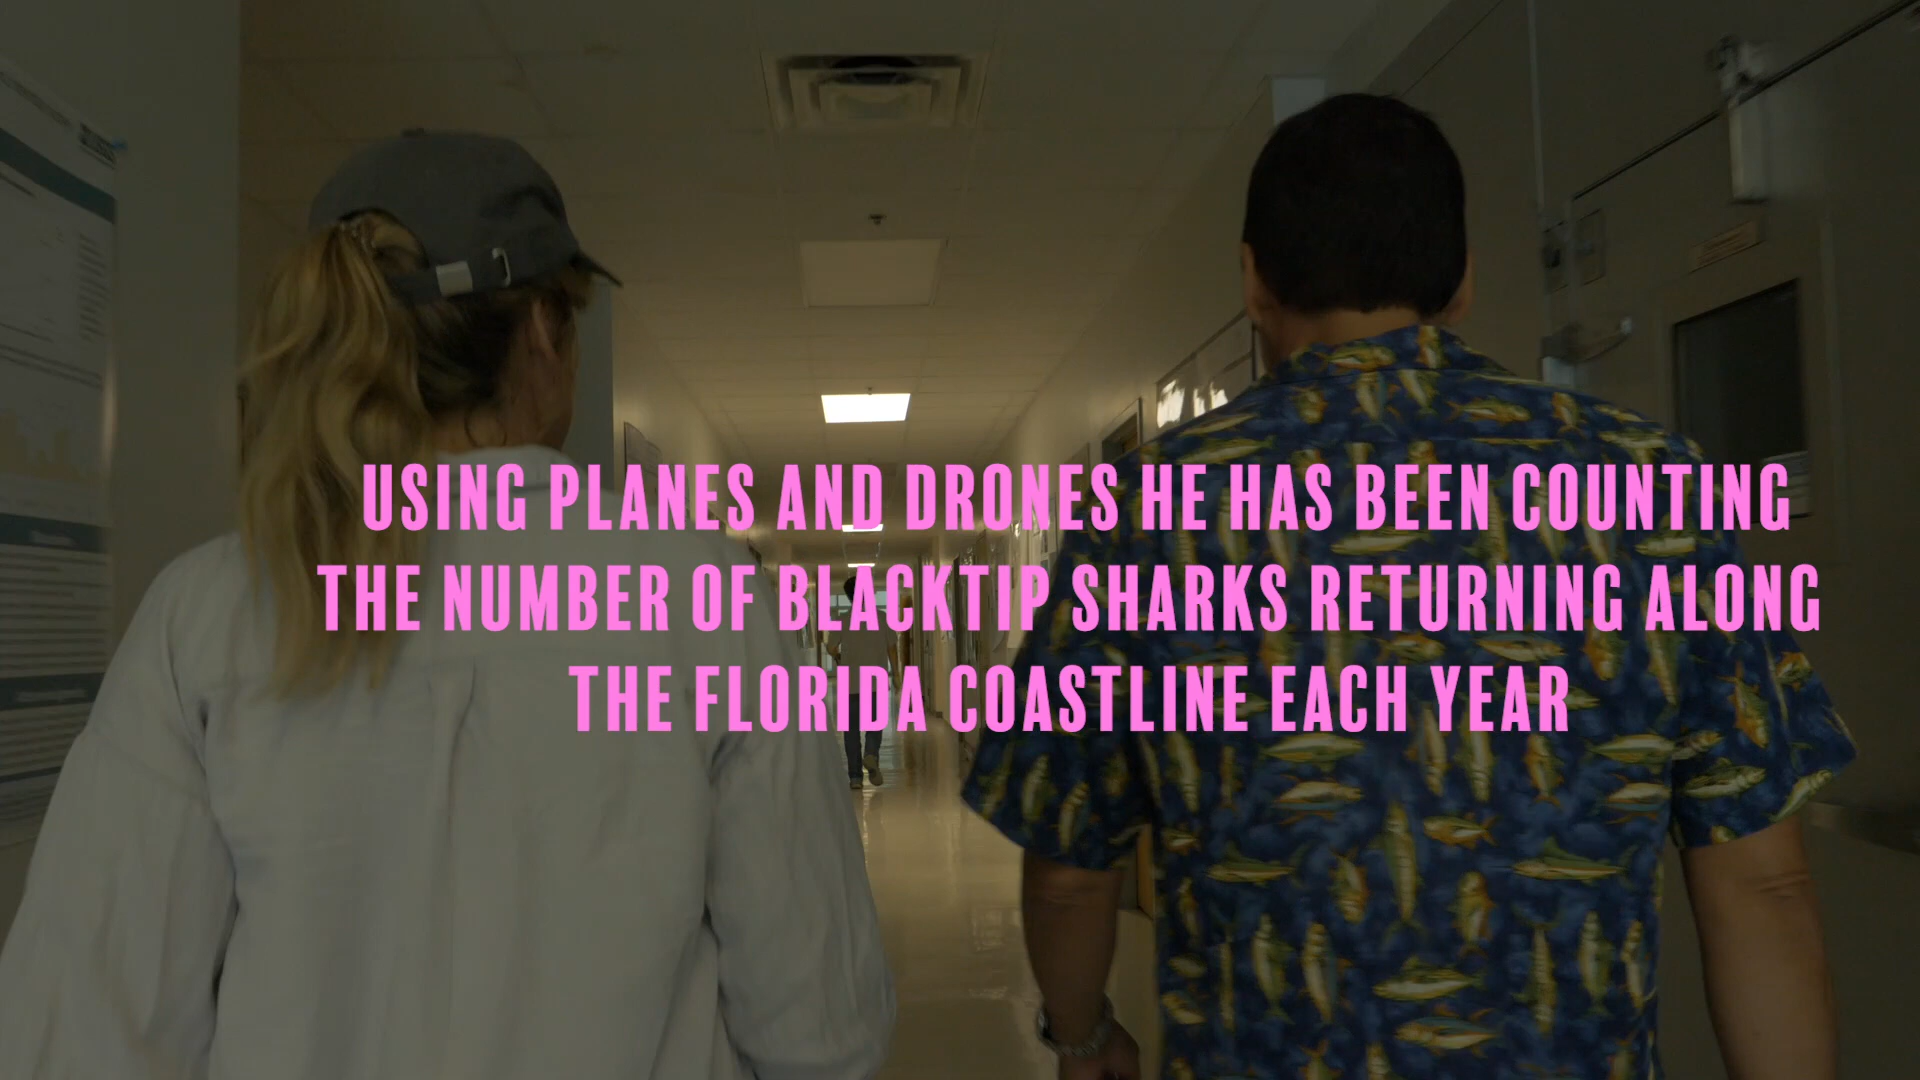 USING PLANES AND DRONES HE HAS BEEN COUNTING
THE NUMBER OF BLACKTIP SHARKS RETURNING ALONG
THE FLORIDA COASTLINE EACH YEAR